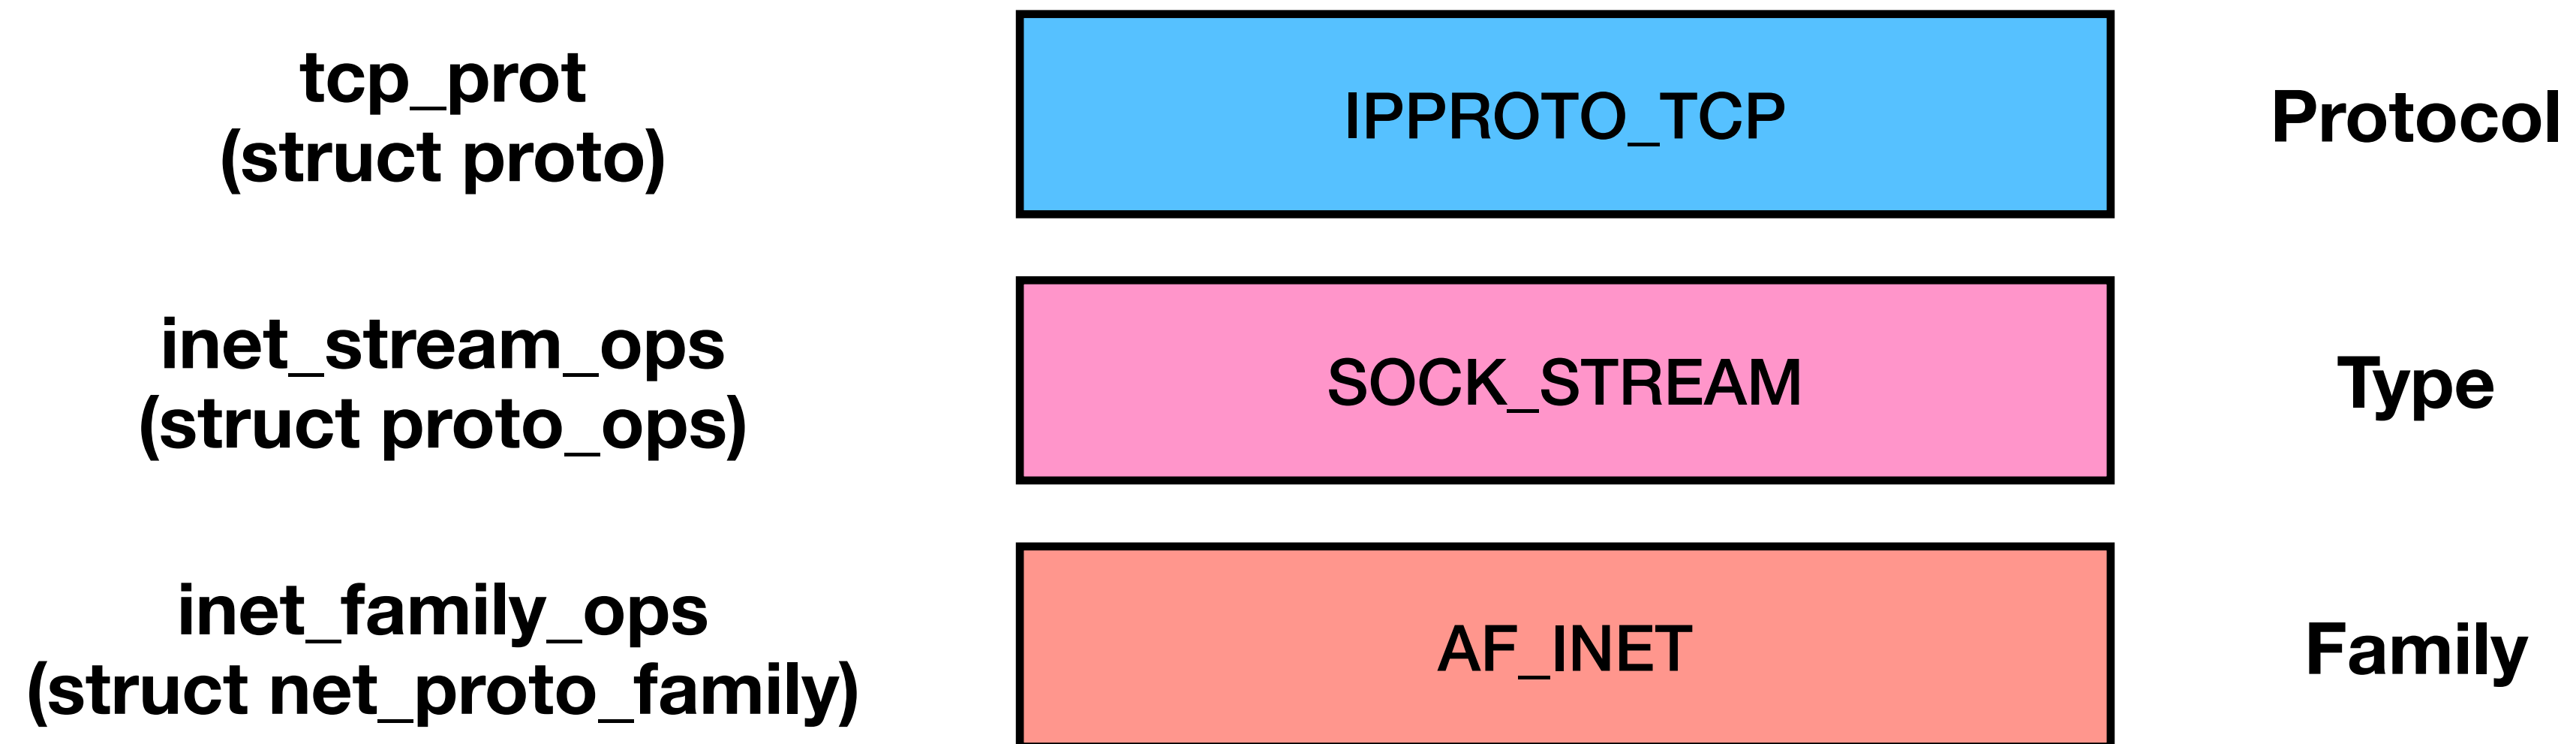 tcp_prot
(struct proto)
IPPROTO_TCP
Protocol
inet_stream_ops
(struct proto_ops)
SOCK_STREAM
Type
inet_family_ops
(struct net_proto_family)
AF_INET
Family